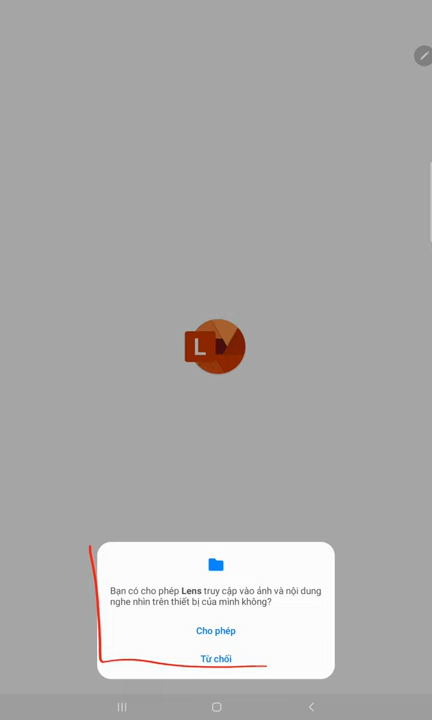 L
Bạn có cho phép Lens truy cập vào ảnh và nội dung
nghe nhìn trên thiết bị của mình không?
Cho phép
Từ chối